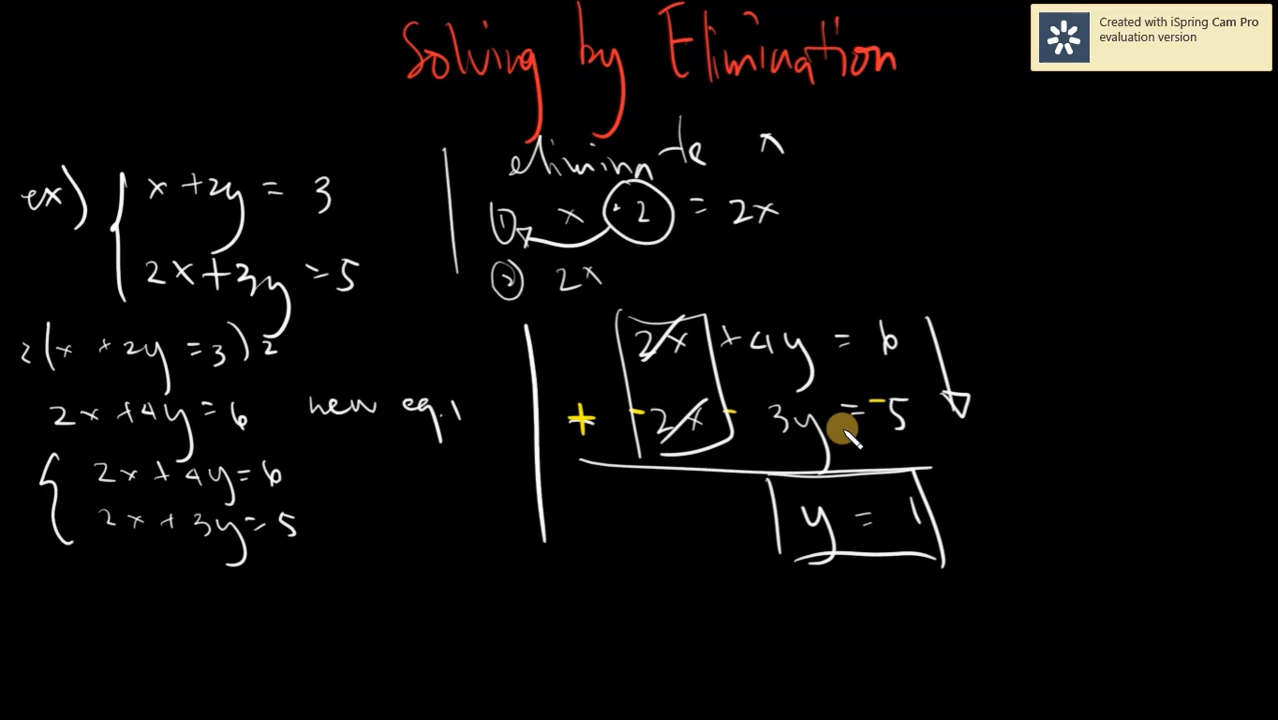 Solving by Elimination
Created with iSpring Cam Pro
evaluation version
ex) { x + 2y = 3
2x + 3y = 5
2(x + 2y = 3)2
2x + 4y = 6 new eq. 1
{ 2x + 4y = 6
2x + 3y = 5
eliminate x
① x · 2 = 2x
② 2x
2x + 4y = 6
+ - 2x - 3y = -5
y = 1